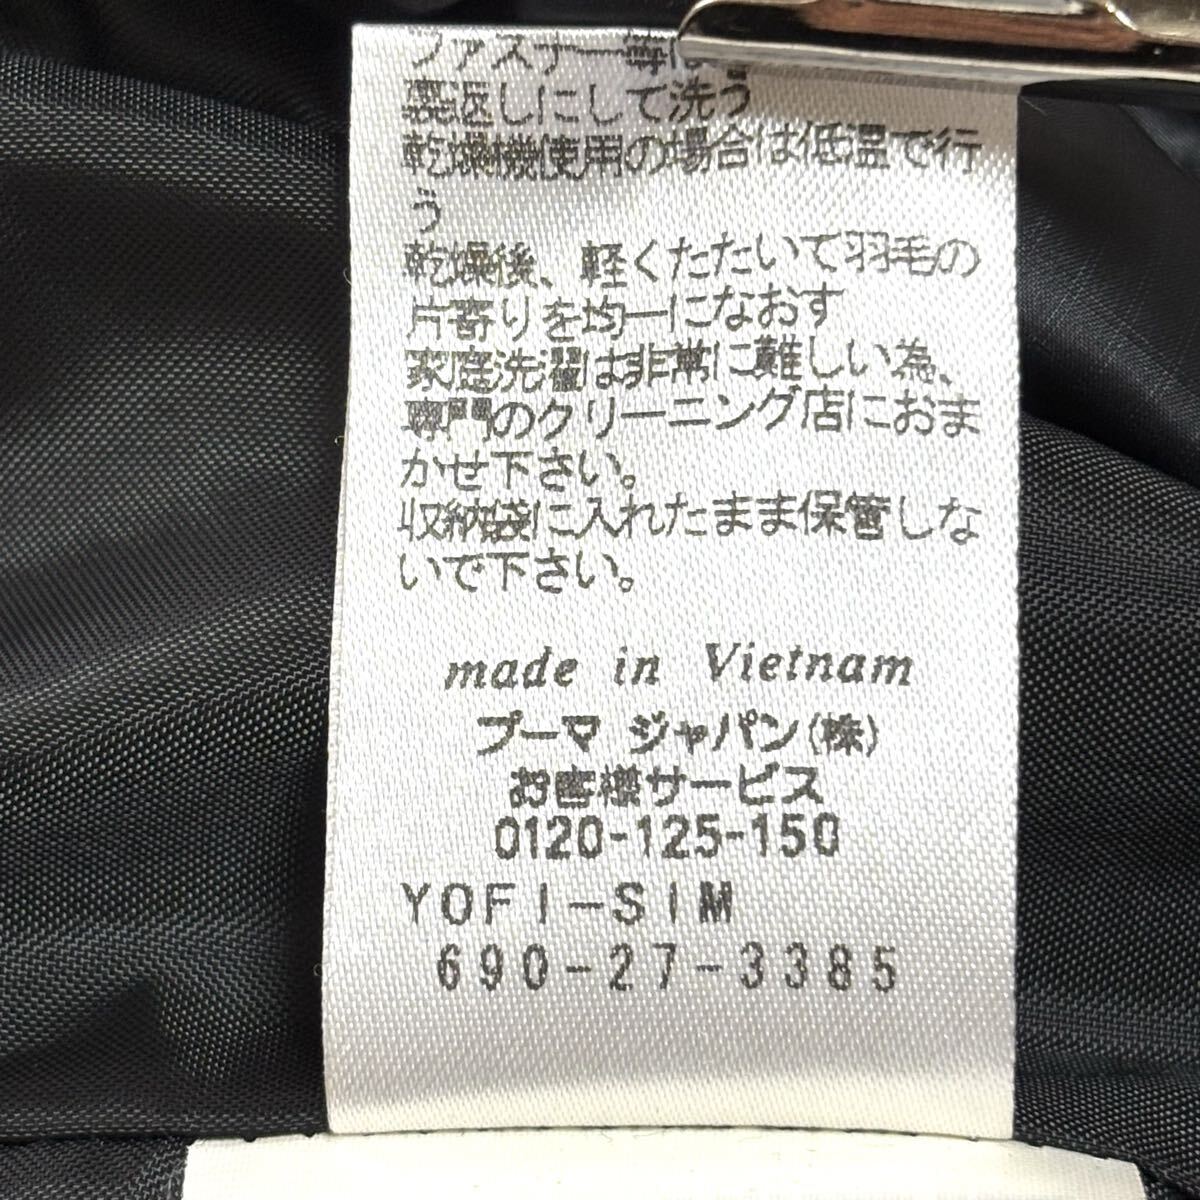 ファスナー等は
裏返しにして洗う
乾燥機使用の場合は低温で行
う
乾燥後、軽くたたいて羽毛の
片寄りを均一になおす
家庭洗濯は非常に難しい為、
専門のクリーニング店におま
かせ下さい。
収納袋に入れたまま保管しな
いで下さい。
made in Vietnam
プーマ ジャパン(株)
お客様サービス
0120-125-150
YOFI-SIM
690-27-3385